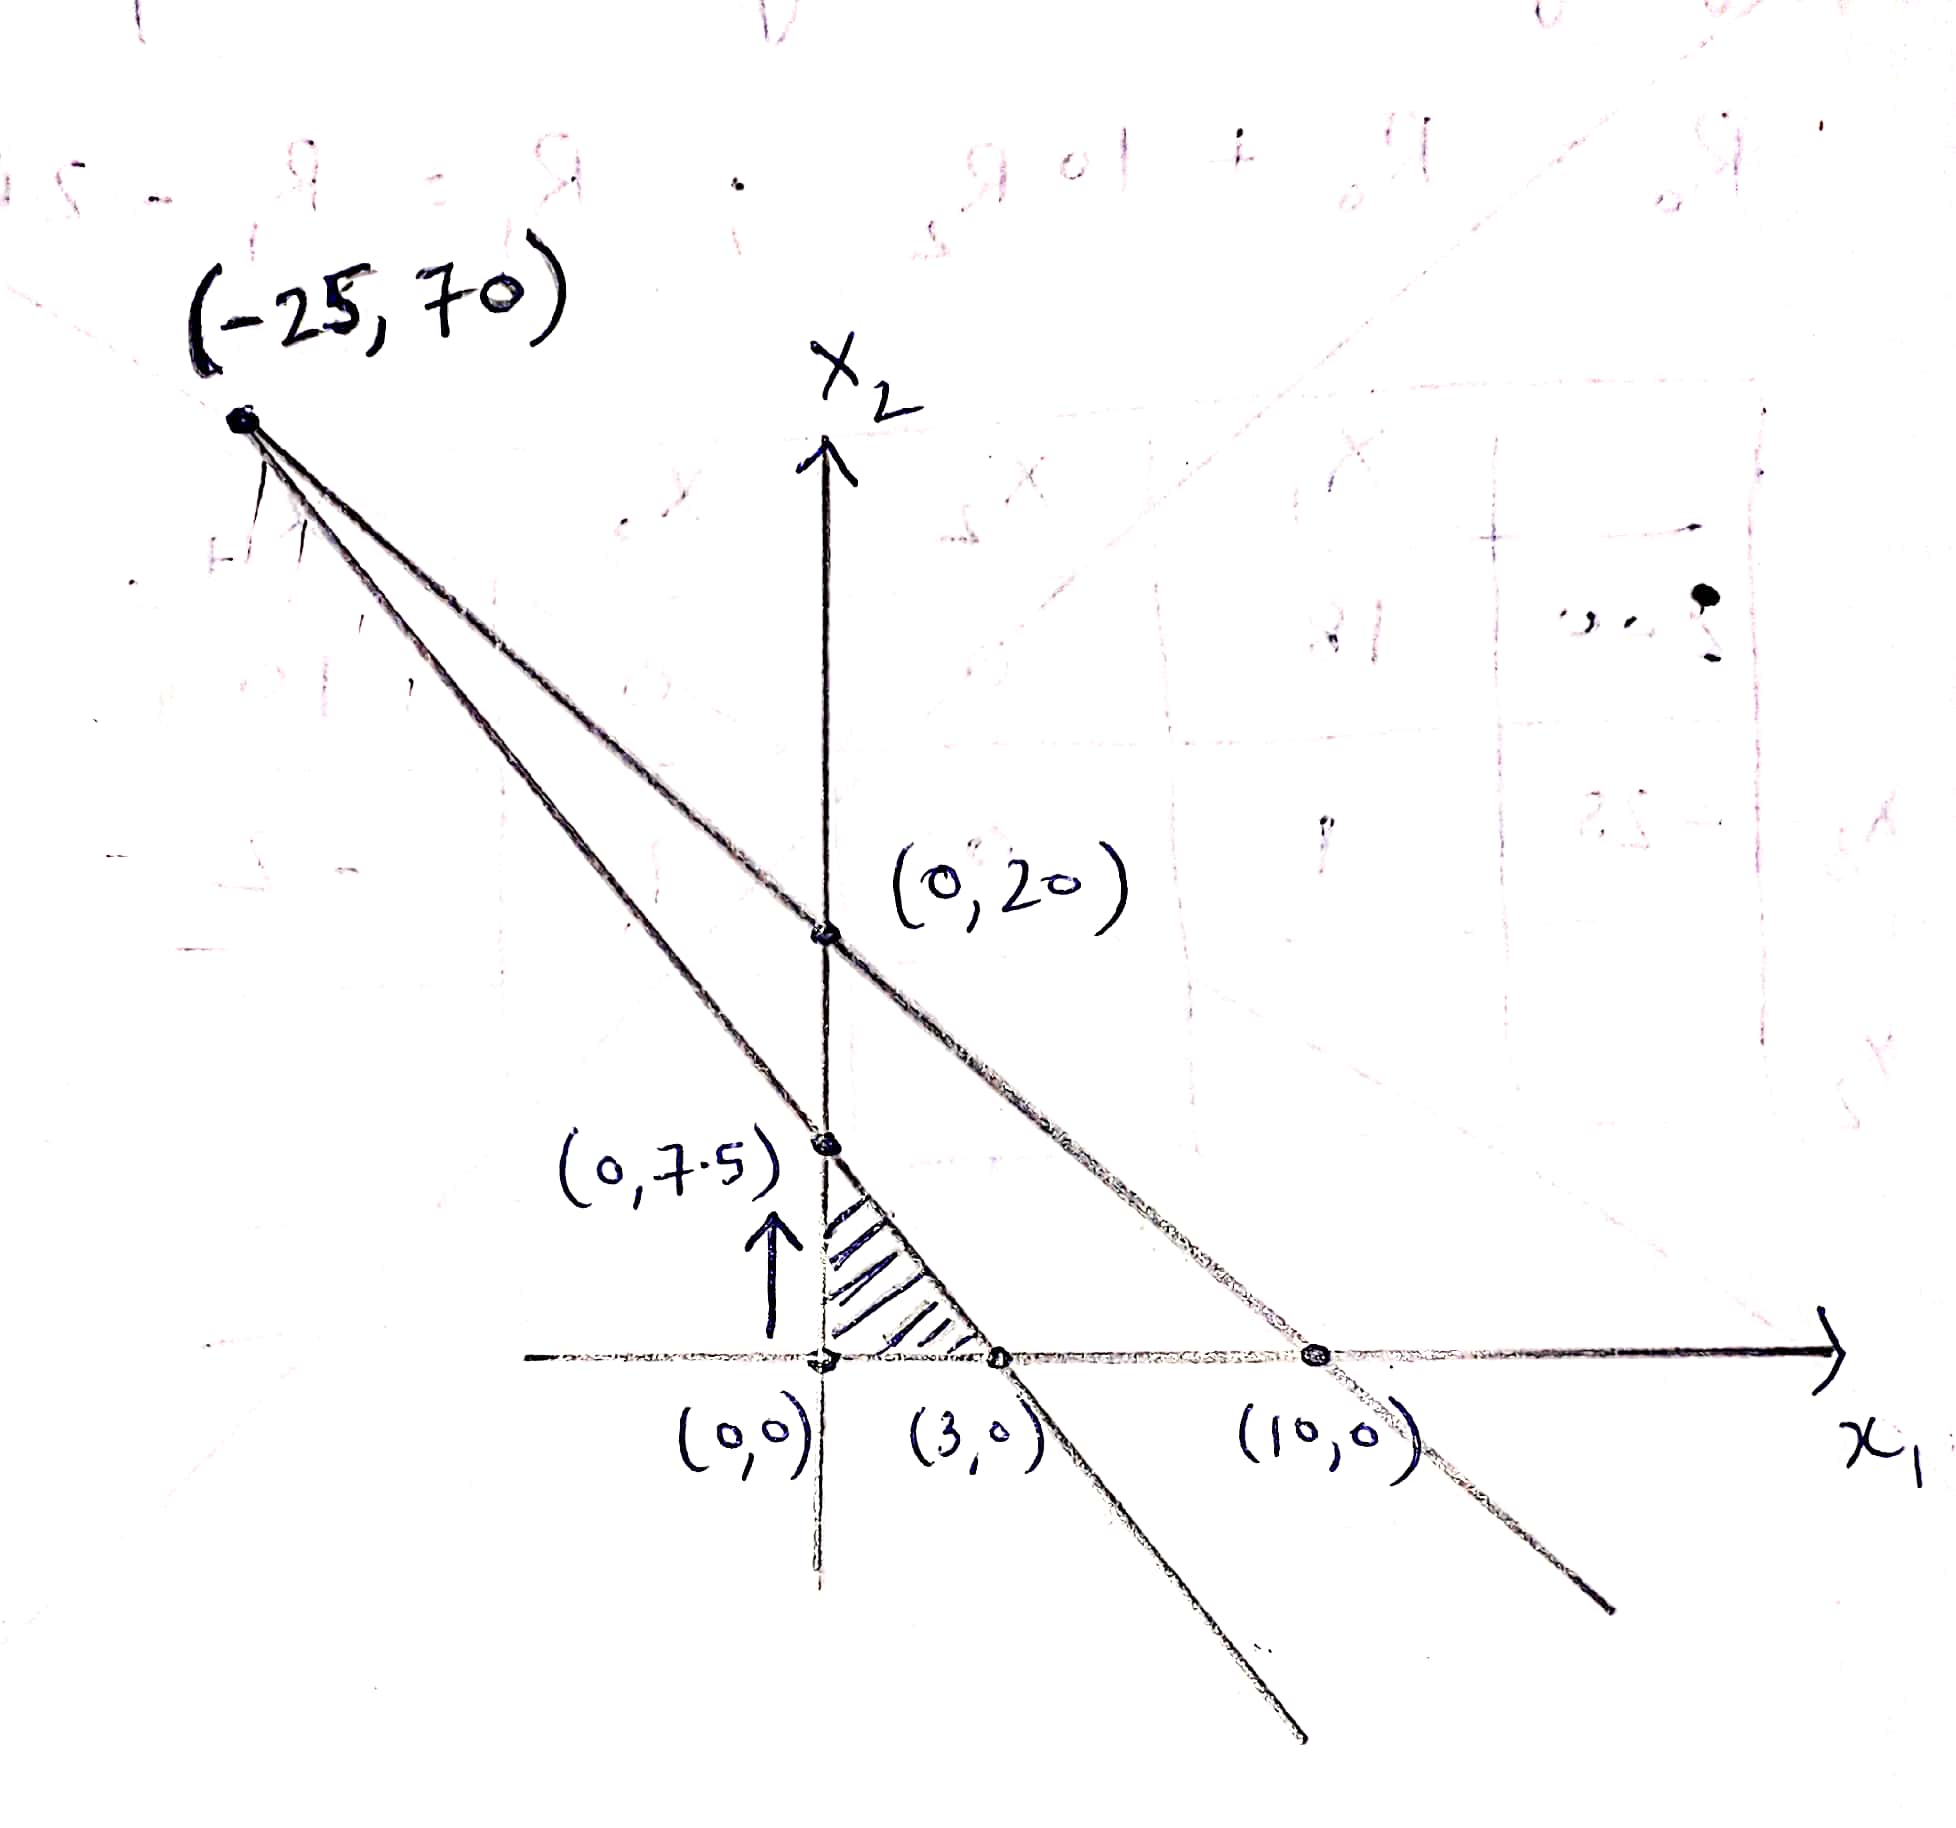 (-25, 70)
X₂
(0, 20)
(0, 7.5)
(0,0) (3,0) (10,0)
x₁